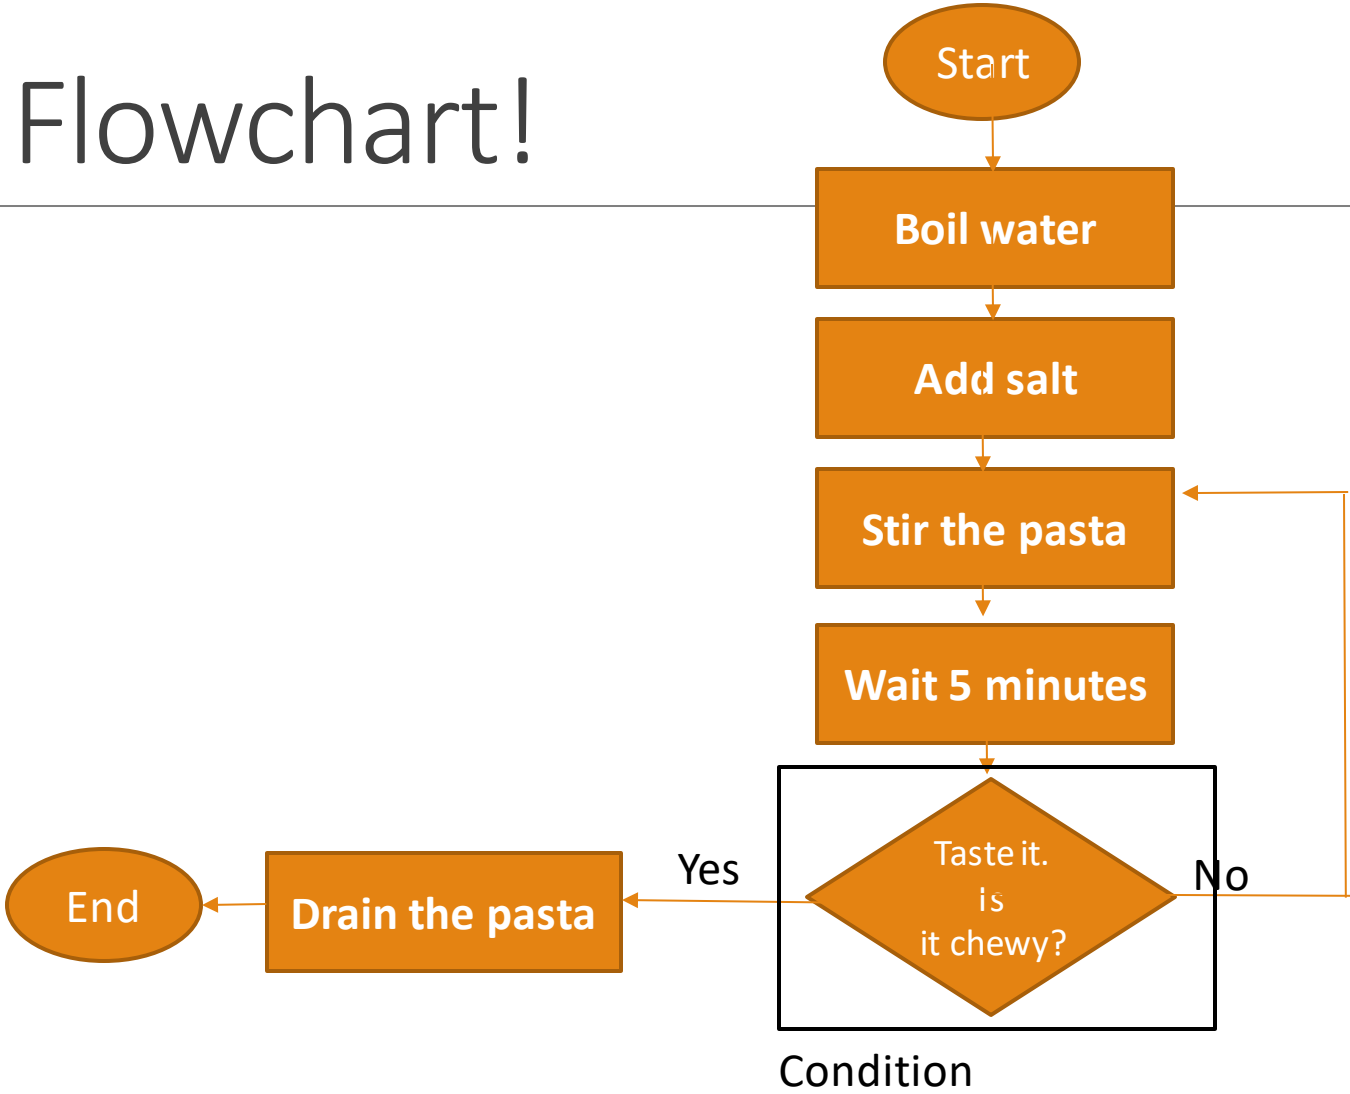 Flowchart!
Start
Boil water
Add salt
Stir the pasta
Wait 5 minutes
Taste it.
is
it chewy?
No
Yes
Drain the pasta
End
Condition